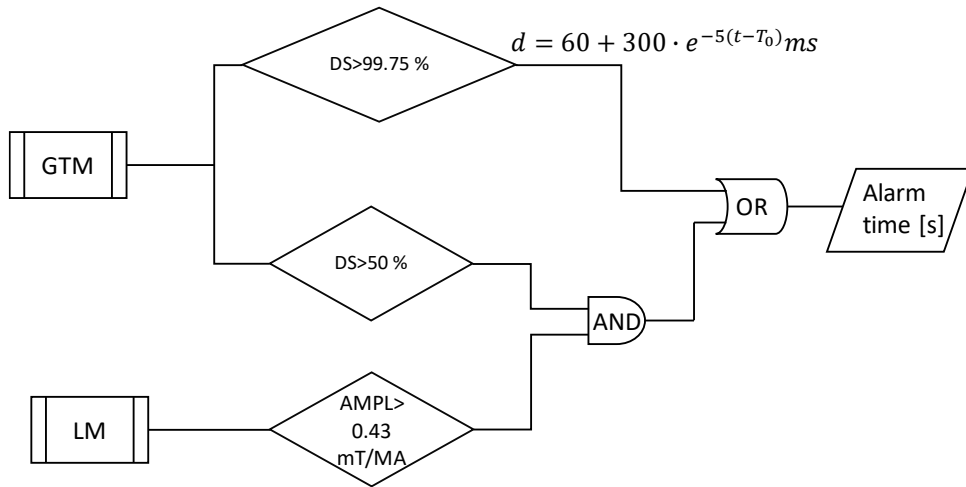 d = 60 + 300 · e^{-5(t-T_0)} ms
DS>99.75 %
GTM
OR
Alarm
time [s]
DS>50 %
AND
AMPL>
0.43
mT/MA
LM